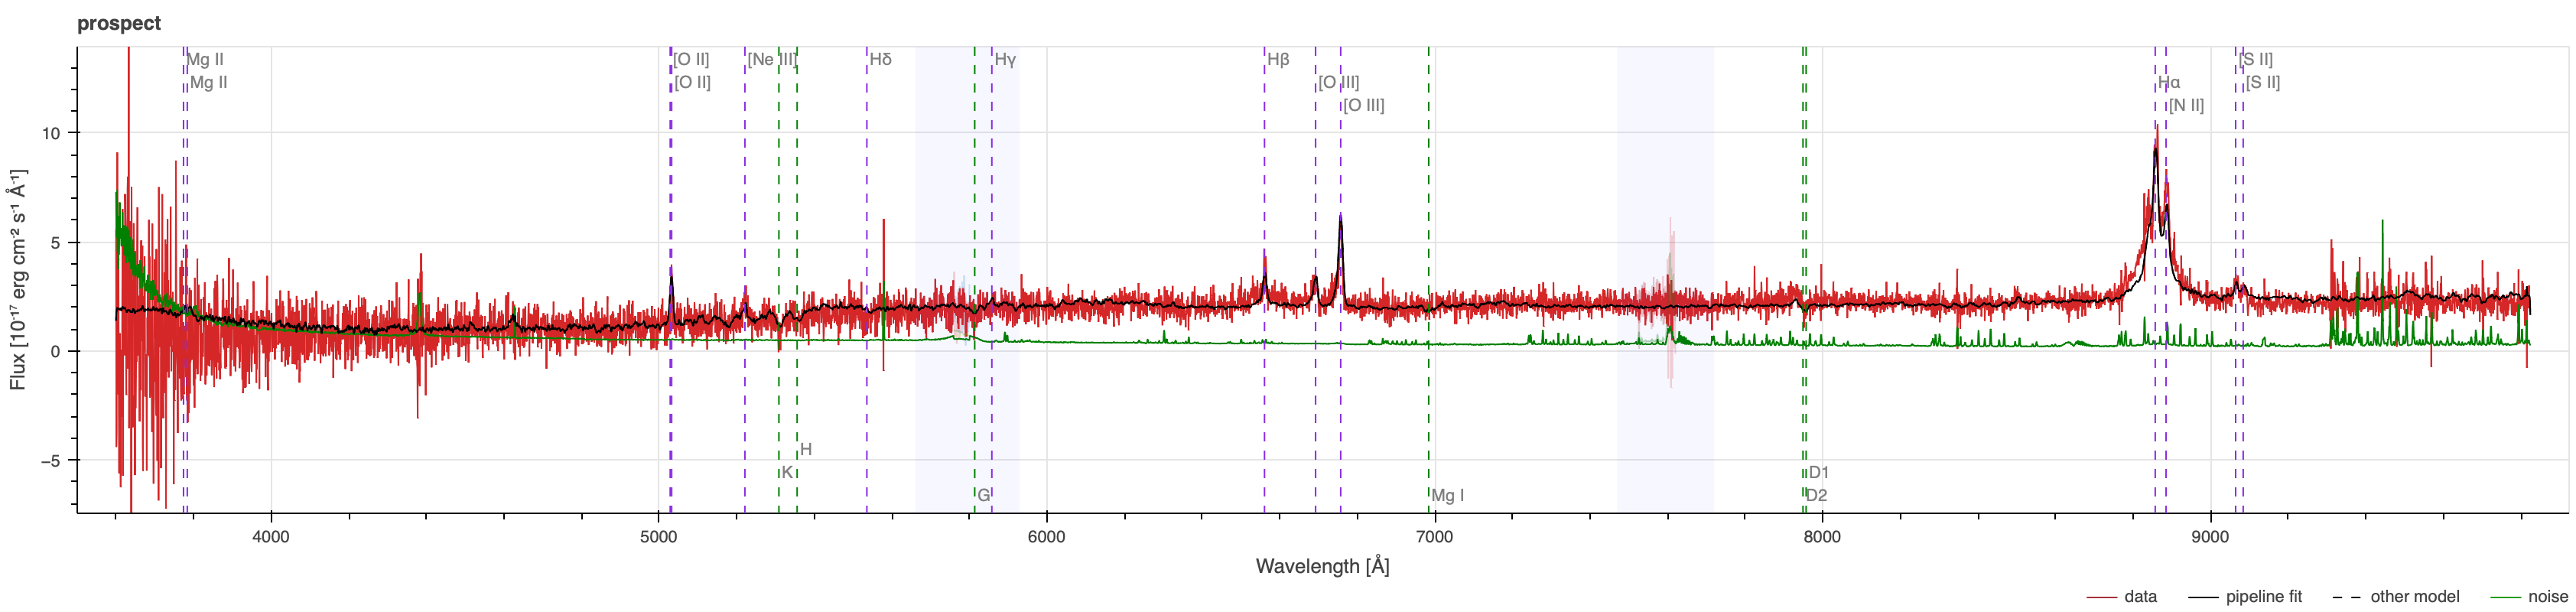 prospect
Mg II
[O II]
[Ne III]
Hδ
Hγ
Hβ
[S II]
Mg II
[O II]
[O III]
Hα
[S II]
[O III]
[N II]
10
5
0
−5
Flux [10⁻¹⁷ erg cm⁻² s⁻¹ Å⁻¹]
H
K
D1
G
Mg I
D2
4000
5000
6000
7000
8000
9000
Wavelength [Å]
data
pipeline fit
other model
noise